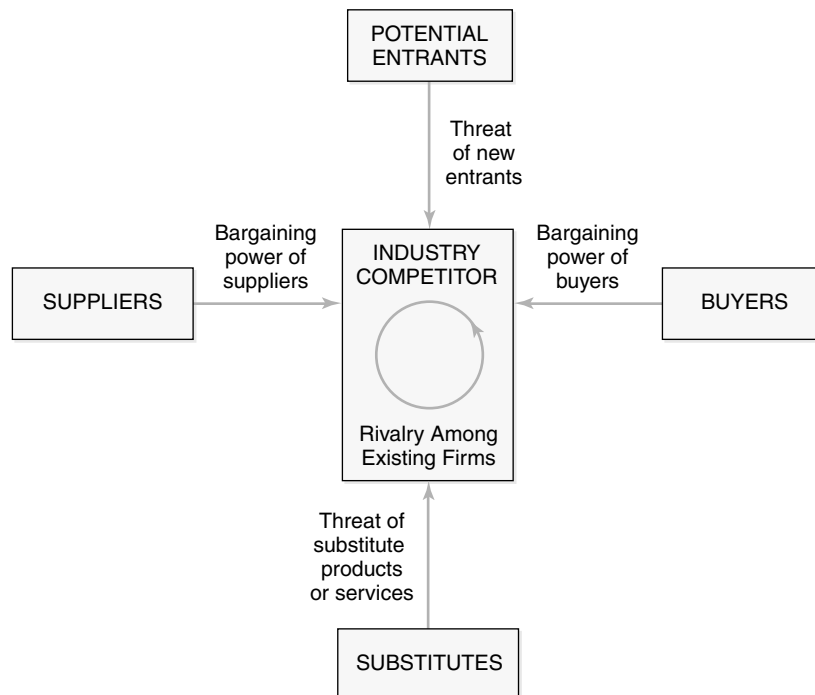 POTENTIAL
ENTRANTS
Threat
of new
entrants
Bargaining
power of
suppliers
SUPPLIERS
INDUSTRY
COMPETITOR
Rivalry Among
Existing Firms
Bargaining
power of
buyers
BUYERS
Threat of
substitute
products
or services
SUBSTITUTES